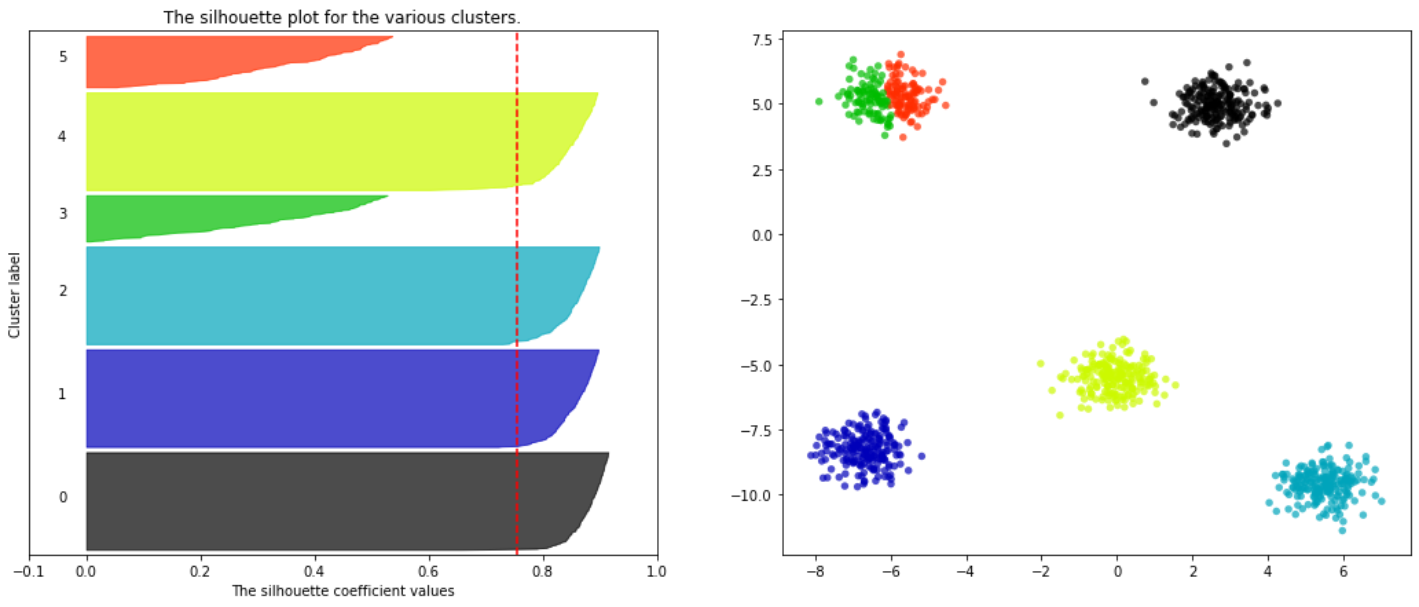 The silhouette plot for the various clusters.
Cluster label
5
4
3
2
1
0
−0.1 0.0 0.2 0.4 0.6 0.8 1.0
The silhouette coefficient values
7.5
5.0
2.5
0.0
−2.5
−5.0
−7.5
−10.0
−8 −6 −4 −2 0 2 4 6